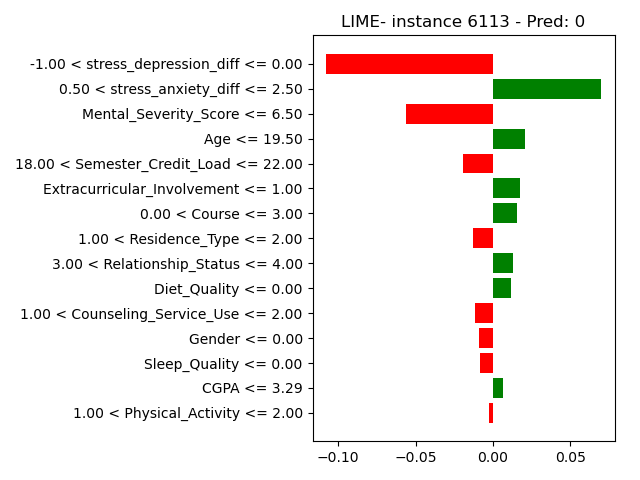 LIME- instance 6113 - Pred: 0
-1.00 < stress_depression_diff <= 0.00
0.50 < stress_anxiety_diff <= 2.50
Mental_Severity_Score <= 6.50
Age <= 19.50
18.00 < Semester_Credit_Load <= 22.00
Extracurricular_Involvement <= 1.00
0.00 < Course <= 3.00
1.00 < Residence_Type <= 2.00
3.00 < Relationship_Status <= 4.00
Diet_Quality <= 0.00
1.00 < Counseling_Service_Use <= 2.00
Gender <= 0.00
Sleep_Quality <= 0.00
CGPA <= 3.29
1.00 < Physical_Activity <= 2.00
−0.10 −0.05 0.00 0.05